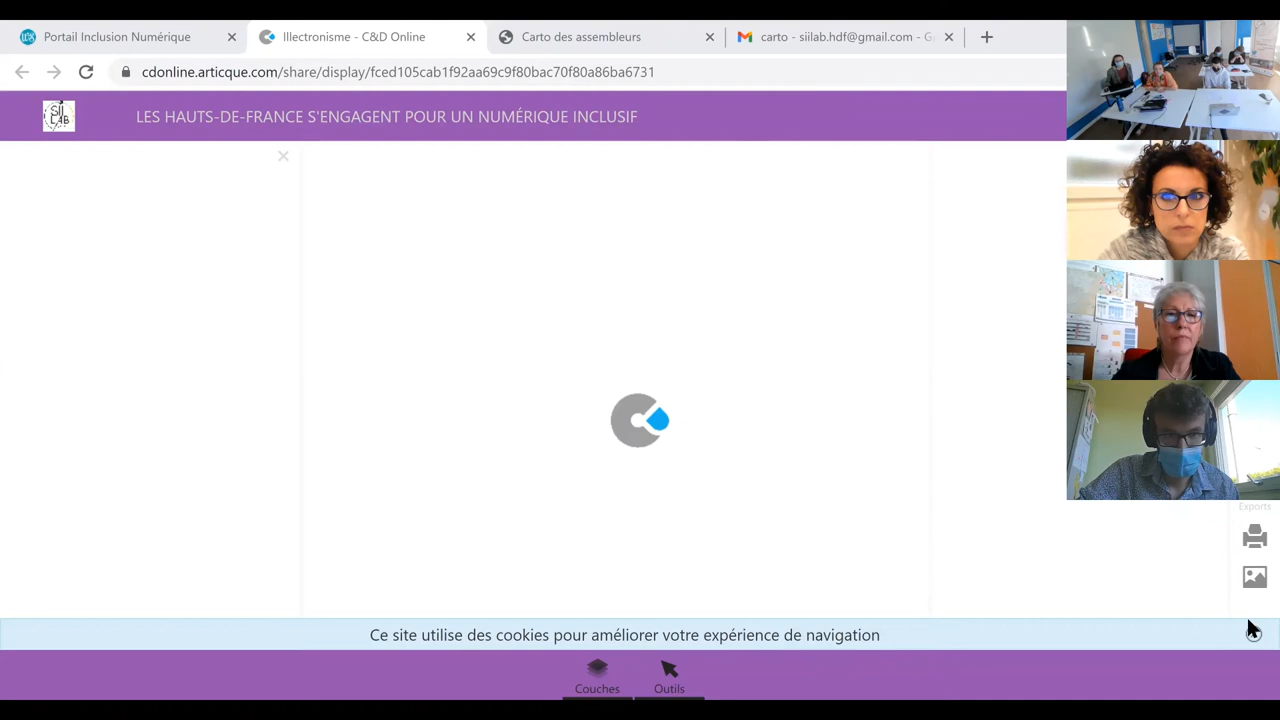 Portail Inclusion Numérique
Illectronisme - C&D Online
Carto des assembleurs
carto - siilab.hdf@gmail.com - G
cdonline.articque.com/share/display/fced105cab1f92aa69c9f80bac70f80a86ba6731
SII
LAB
LES HAUTS-DE-FRANCE S'ENGAGENT POUR UN NUMÉRIQUE INCLUSIF
Exports
Ce site utilise des cookies pour améliorer votre expérience de navigation
Couches
Outils